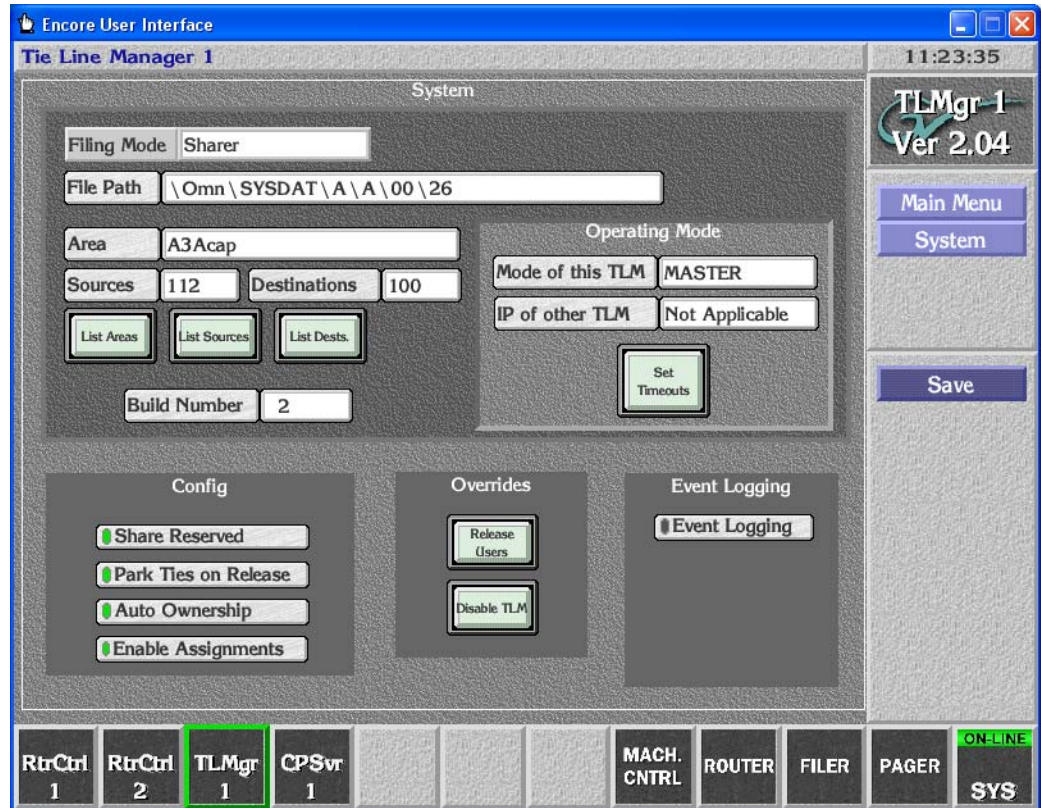 Encore User Interface
Tie Line Manager 1
11:23:35
System
TLMgr 1
Ver 2.04
Filing Mode Sharer
File Path \Omn\SYSDAT\A\A\00\26
Main Menu
System
Area A3Acap
Operating Mode
Sources 112 Destinations 100
Mode of this TLM MASTER
IP of other TLM Not Applicable
List Areas List Sources List Dests.
Set
Timeouts
Save
Build Number 2
Config
Share Reserved
Park Ties on Release
Auto Ownership
Enable Assignments
Overrides
Release
Users
Disable TLM
Event Logging
Event Logging
RtrCtrl
1
RtrCtrl
2
TLMgr
1
CPSvr
1
MACH.
CNTRL
ROUTER
FILER
PAGER
ON-LINE
SYS